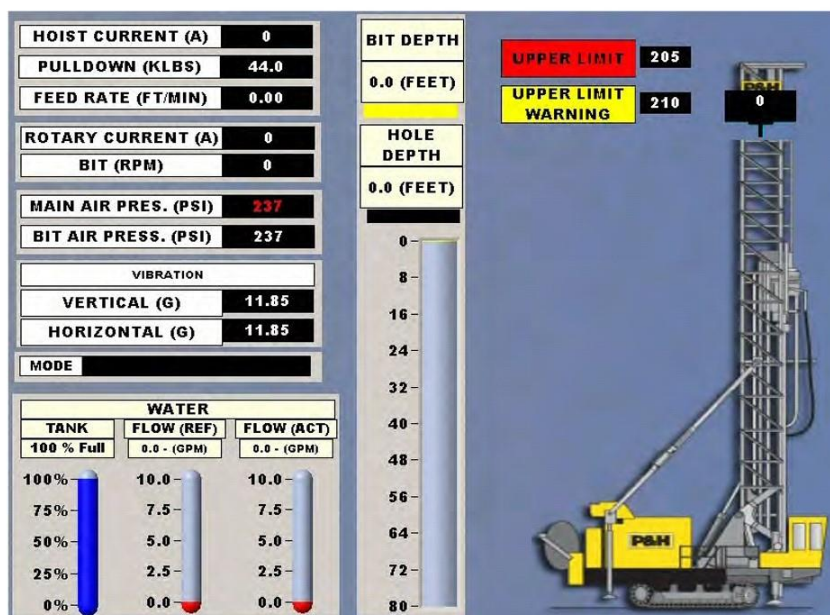 HOIST CURRENT (A) 0
PULLDOWN (KLBS) 44.0
FEED RATE (FT/MIN) 0.00
ROTARY CURRENT (A) 0
BIT (RPM) 0
MAIN AIR PRES. (PSI) 237
BIT AIR PRESS. (PSI) 237
VIBRATION
VERTICAL (G) 11.85
HORIZONTAL (G) 11.85
MODE
WATER
TANK FLOW (REF) FLOW (ACT)
100 % Full 0.0 - (GPM) 0.0 - (GPM)
100% 10.0 10.0
75% 7.5 7.5
50% 5.0 5.0
25% 2.5 2.5
0% 0.0 0.0
BIT DEPTH
0.0 (FEET)
HOLE
DEPTH
0.0 (FEET)
0
8
16
24
32
40
48
56
64
72
80
UPPER LIMIT 205
UPPER LIMIT
WARNING 210
P&H
0
P&H